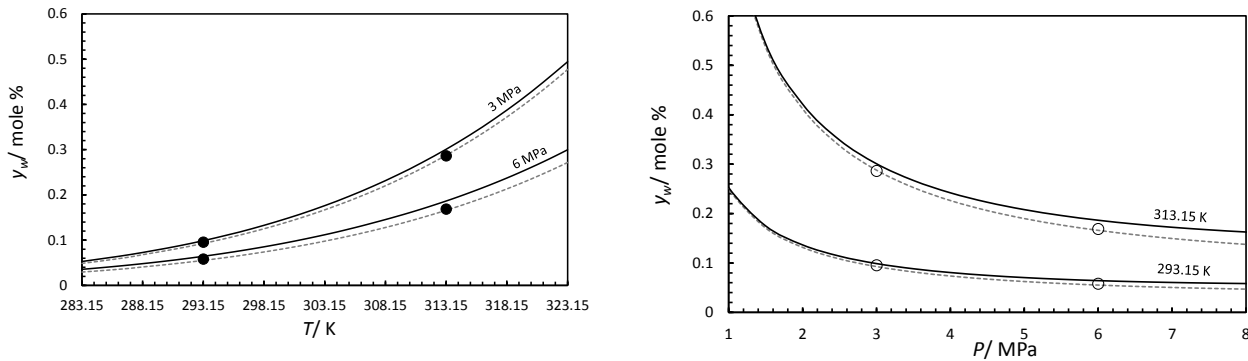 0.6
0.5
0.4
0.3
0.2
0.1
0
y_w/ mole %
3 MPa
6 MPa
283.15 288.15 293.15 298.15 303.15 308.15 313.15 318.15 323.15
T/ K
0.6
0.5
0.4
0.3
0.2
0.1
0
y_w/ mole %
313.15 K
293.15 K
1 2 3 4 5 6 7 8
P/ MPa